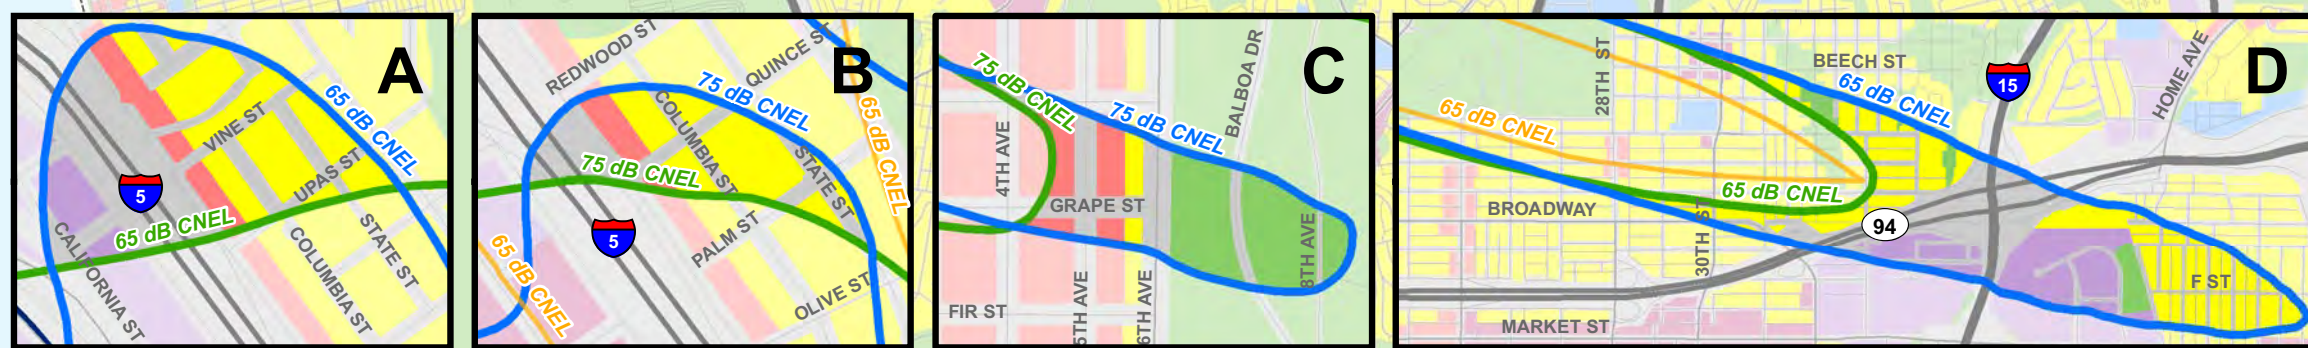 A
65 dB CNEL
VINE ST
UPAS ST
5
65 dB CNEL
CALIFORNIA ST
COLUMBIA ST
STATE ST
B
REDWOOD ST
QUINCE ST
75 dB CNEL
65 dB CNEL
COLUMBIA ST
STATE ST
75 dB CNEL
5
PALM ST
65 dB CNEL
OLIVE ST
C
75 dB CNEL
75 dB CNEL
BALBOA DR
4TH AVE
GRAPE ST
8TH AVE
5TH AVE
6TH AVE
FIR ST
D
28TH ST
BEECH ST
65 dB CNEL
15
HOME AVE
65 dB CNEL
65 dB CNEL
BROADWAY
30TH ST
94
F ST
MARKET ST